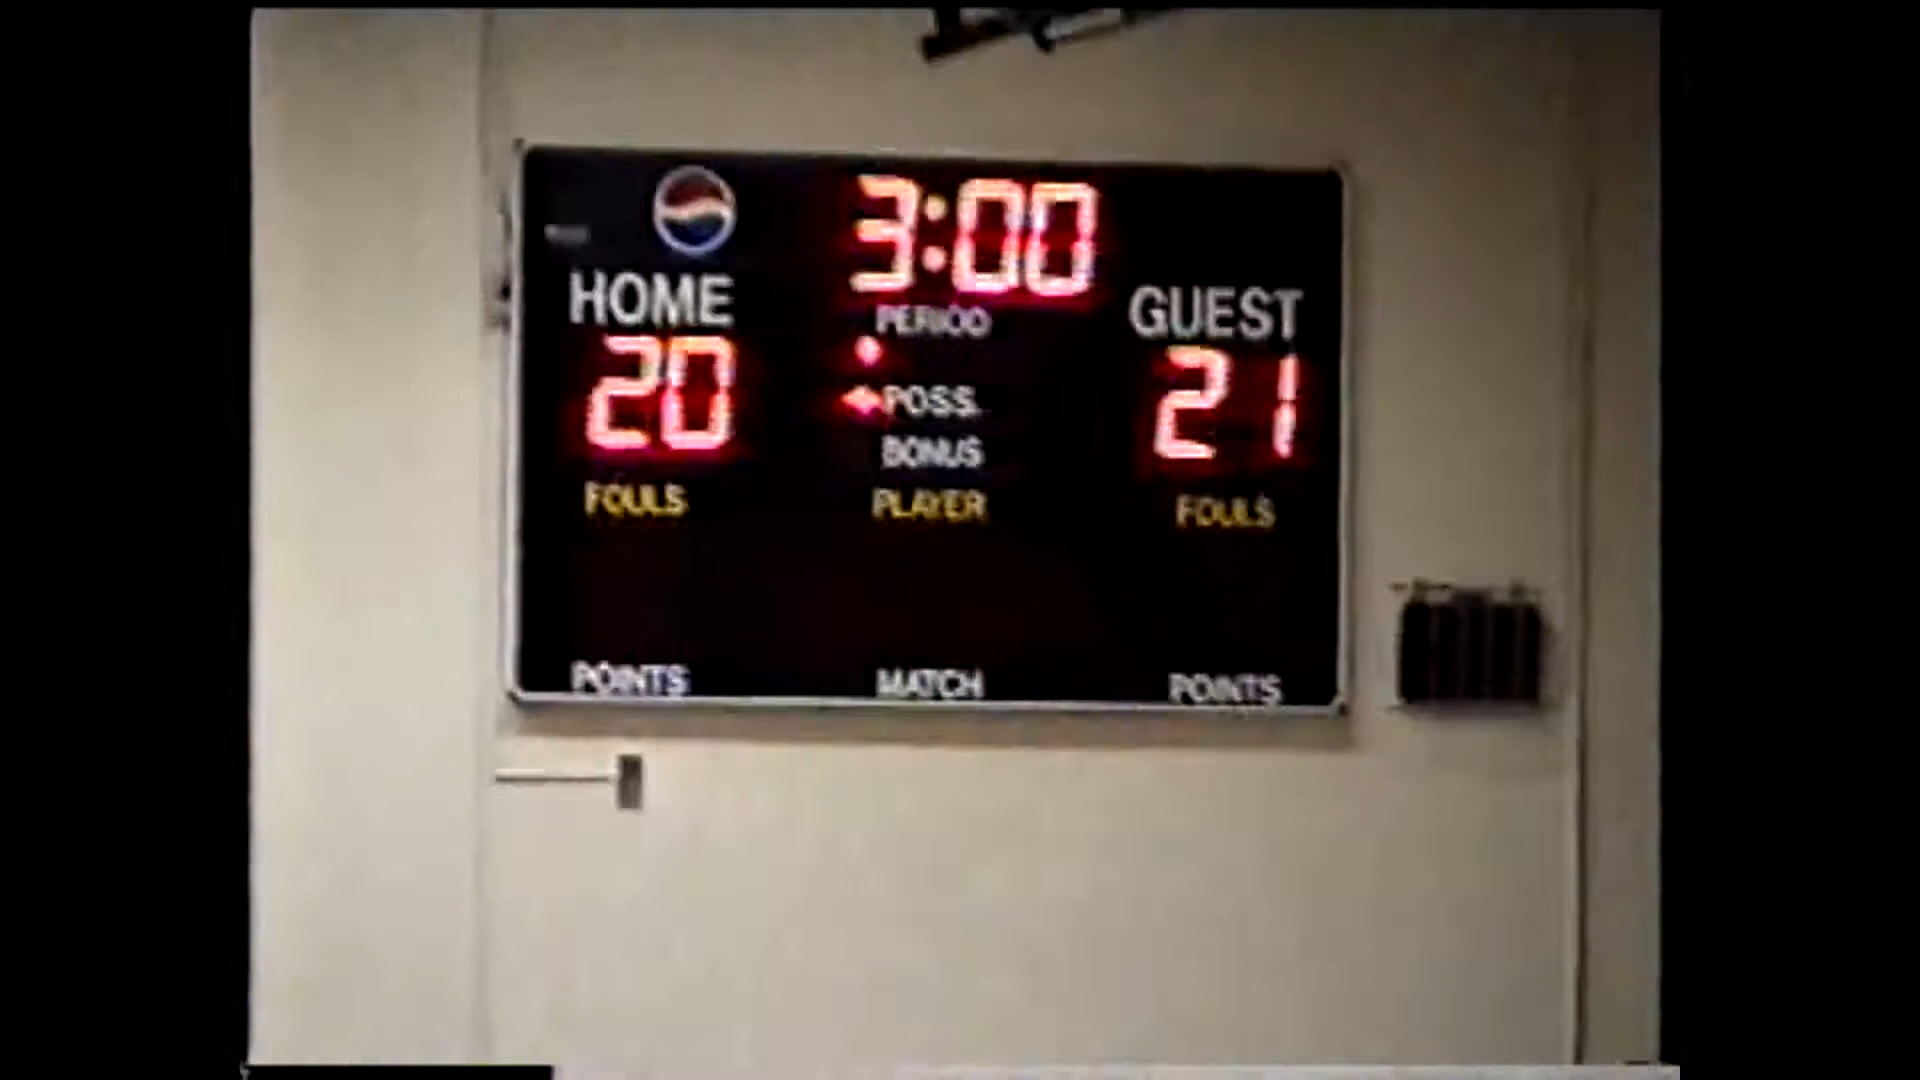 3:00
HOME
PERIOD
GUEST
20
POSS.
21
BONUS
FOULS
PLAYER
FOULS
POINTS
MATCH
POINTS